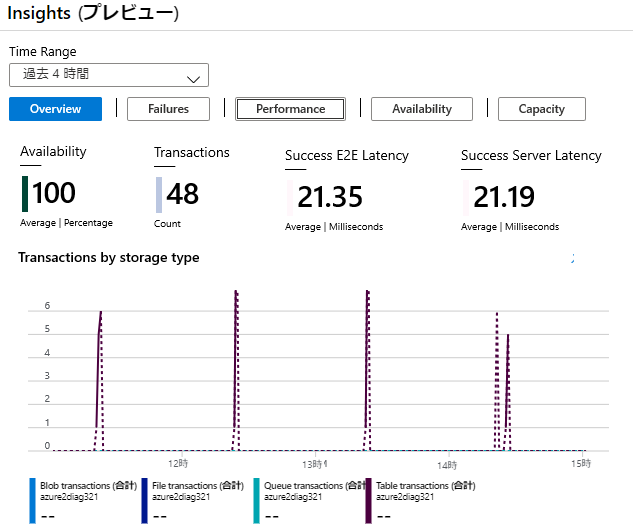 Insights (プレビュー)
Time Range
過去 4 時間
Overview
Failures
Performance
Availability
Capacity
Availability
100
Average | Percentage
Transactions
48
Count
Success E2E Latency
21.35
Average | Milliseconds
Success Server Latency
21.19
Average | Milliseconds
Transactions by storage type
6
5
4
3
2
1
0
12時
13時
14時
15時
Blob transactions (合計)
azure2diag321
--
File transactions (合計)
azure2diag321
--
Queue transactions (合計)
azure2diag321
--
Table transactions (合計)
azure2diag321
--